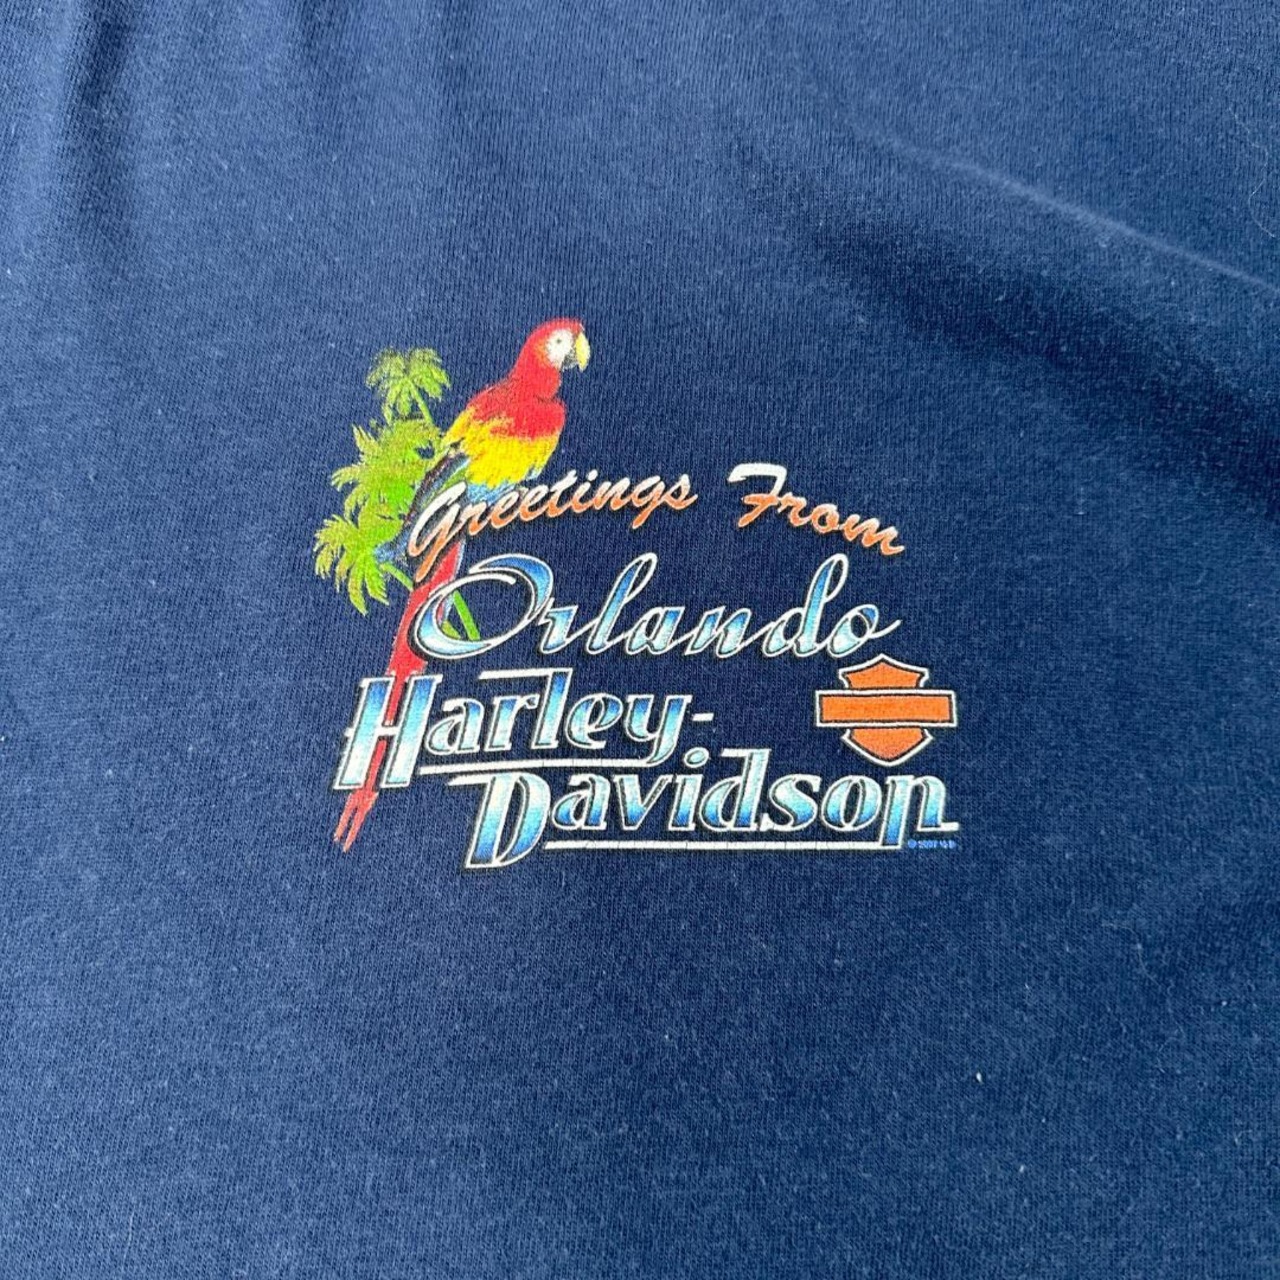 Greetings From
Orlando
Harley-
Davidson